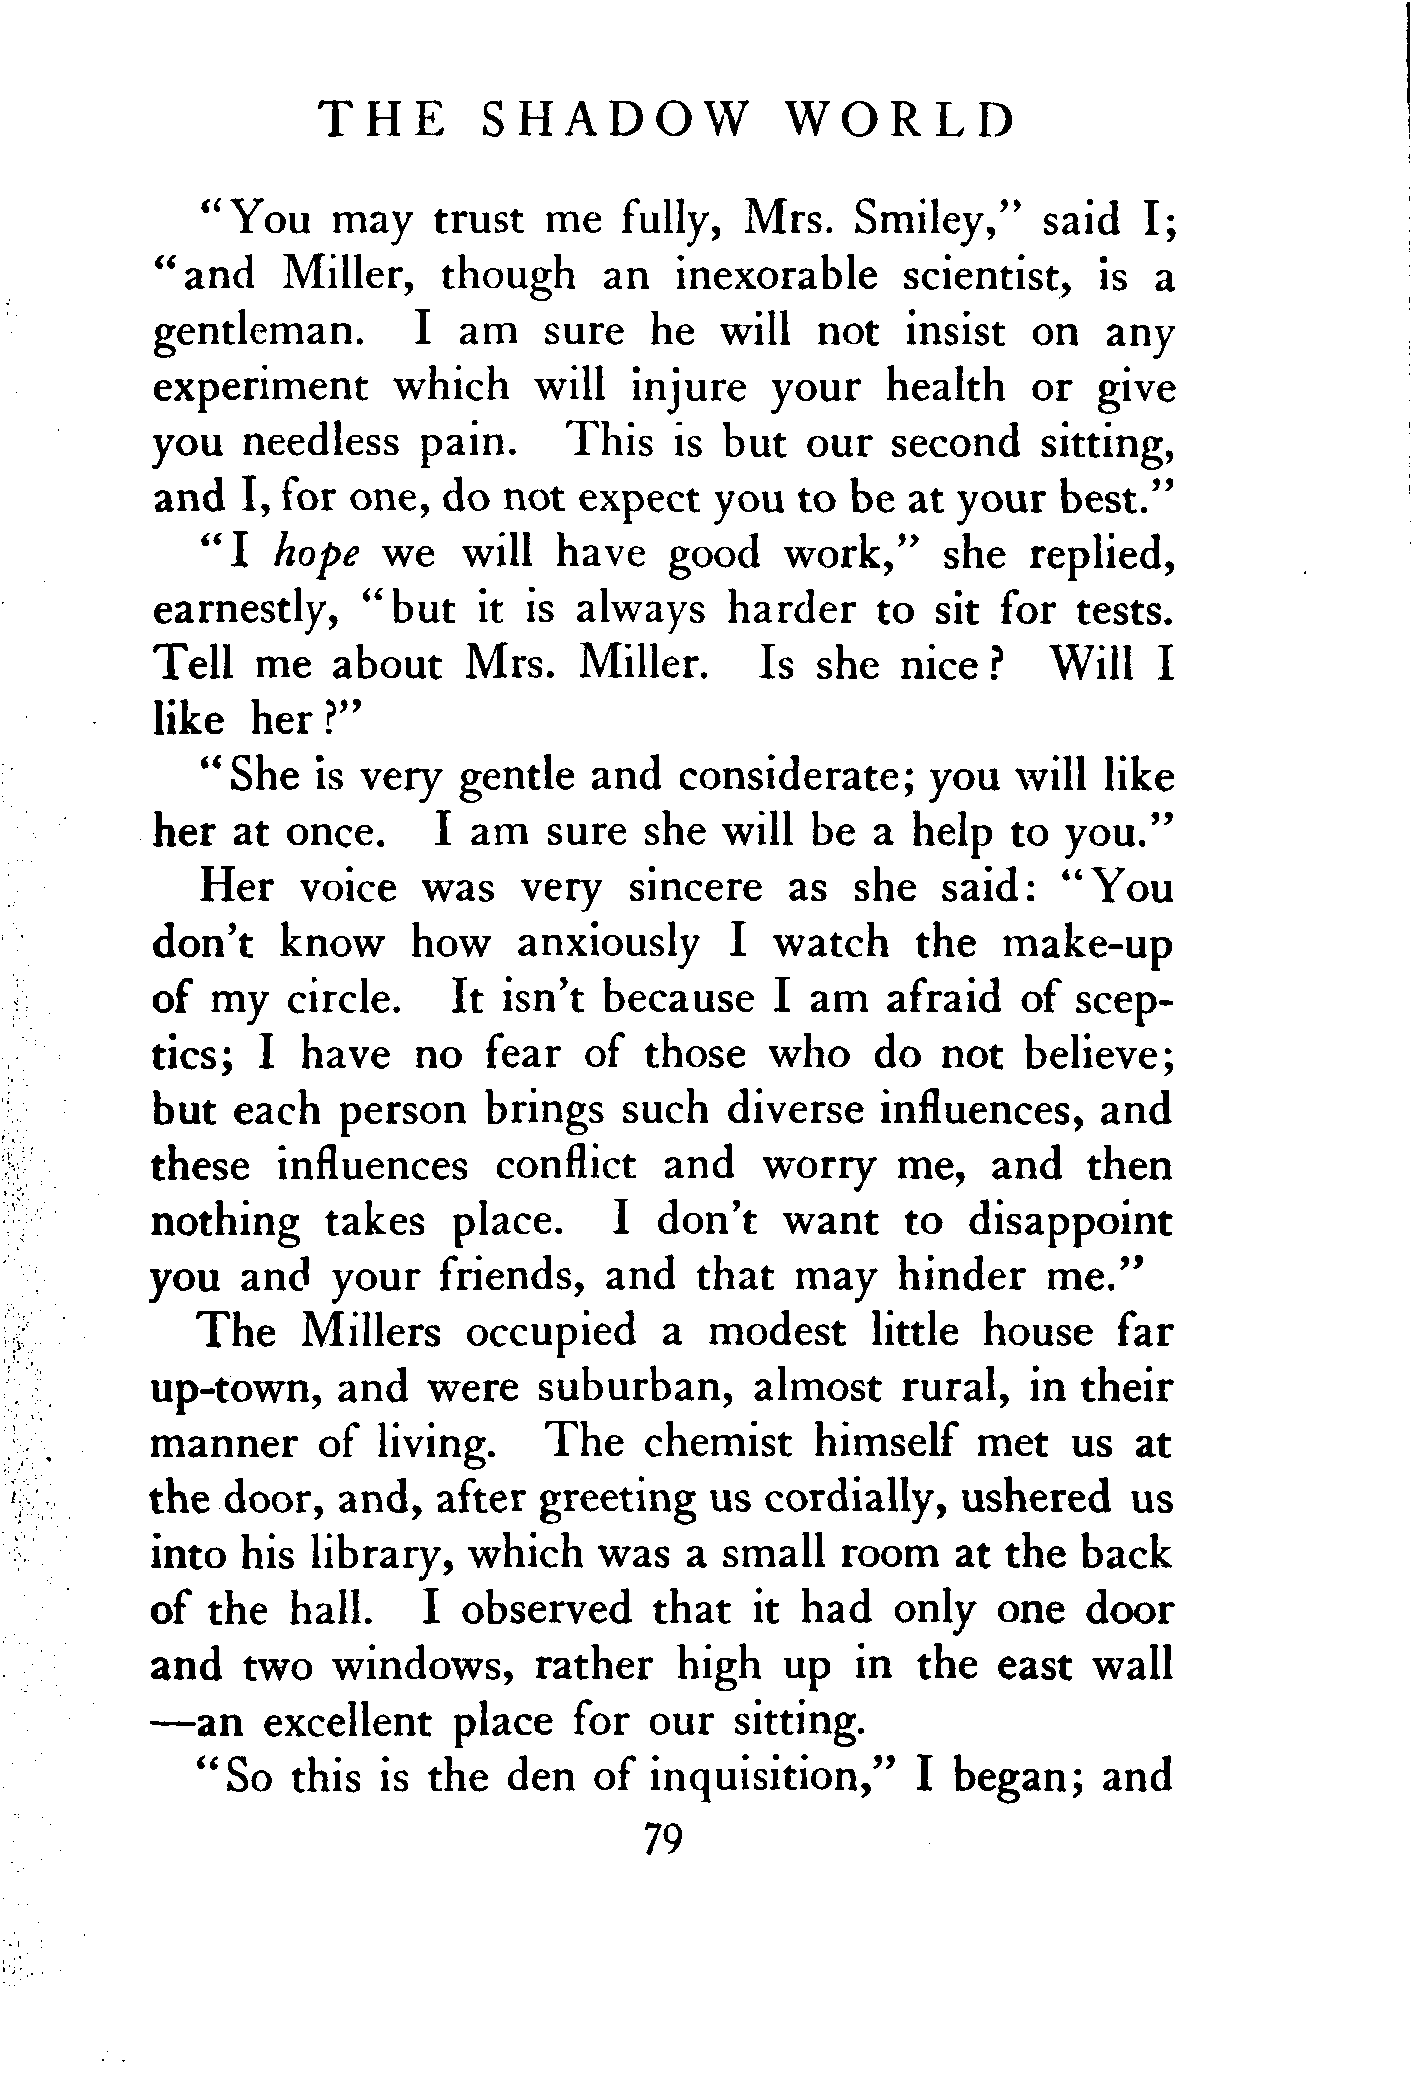 THE SHADOW WORLD
"You may trust me fully, Mrs. Smiley," said I;
"and Miller, though an inexorable scientist, is a
gentleman. I am sure he will not insist on any
experiment which will injure your health or give
you needless pain. This is but our second sitting,
and I, for one, do not expect you to be at your best."
"I hope we will have good work," she replied,
earnestly, "but it is always harder to sit for tests.
Tell me about Mrs. Miller. Is she nice? Will I
like her?"
"She is very gentle and considerate; you will like
her at once. I am sure she will be a help to you."
Her voice was very sincere as she said: "You
don't know how anxiously I watch the make-up
of my circle. It isn't because I am afraid of scep-
tics; I have no fear of those who do not believe;
but each person brings such diverse influences, and
these influences conflict and worry me, and then
nothing takes place. I don't want to disappoint
you and your friends, and that may hinder me."
The Millers occupied a modest little house far
up-town, and were suburban, almost rural, in their
manner of living. The chemist himself met us at
the door, and, after greeting us cordially, ushered us
into his library, which was a small room at the back
of the hall. I observed that it had only one door
and two windows, rather high up in the east wall
—an excellent place for our sitting.
"So this is the den of inquisition," I began; and
79